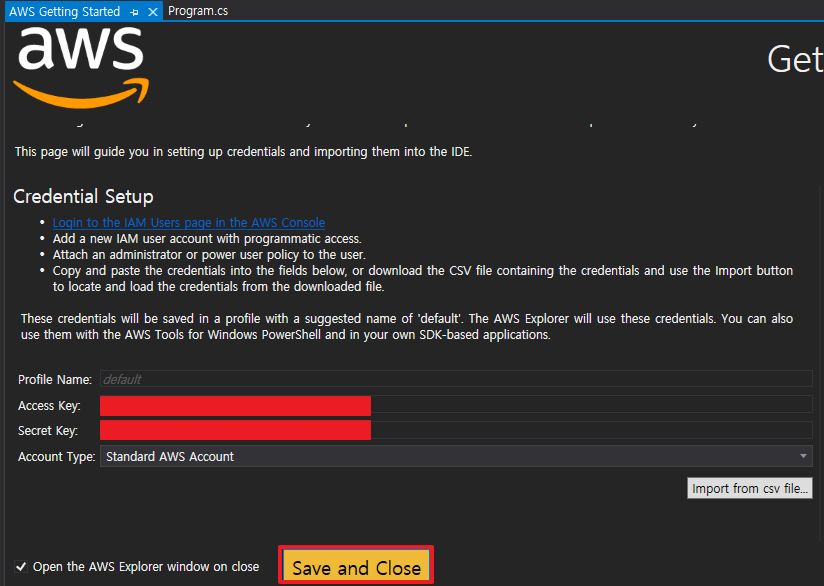 AWS Getting Started
Program.cs
aws
Get
This page will guide you in setting up credentials and importing them into the IDE.
Credential Setup
• Login to the IAM Users page in the AWS Console
• Add a new IAM user account with programmatic access.
• Attach an administrator or power user policy to the user.
• Copy and paste the credentials into the fields below, or download the CSV file containing the credentials and use the Import button
to locate and load the credentials from the downloaded file.
These credentials will be saved in a profile with a suggested name of 'default'. The AWS Explorer will use these credentials. You can also
use them with the AWS Tools for Windows PowerShell and in your own SDK-based applications.
Profile Name: default
Access Key:
Secret Key:
Account Type: Standard AWS Account
Import from csv file...
Open the AWS Explorer window on close
Save and Close